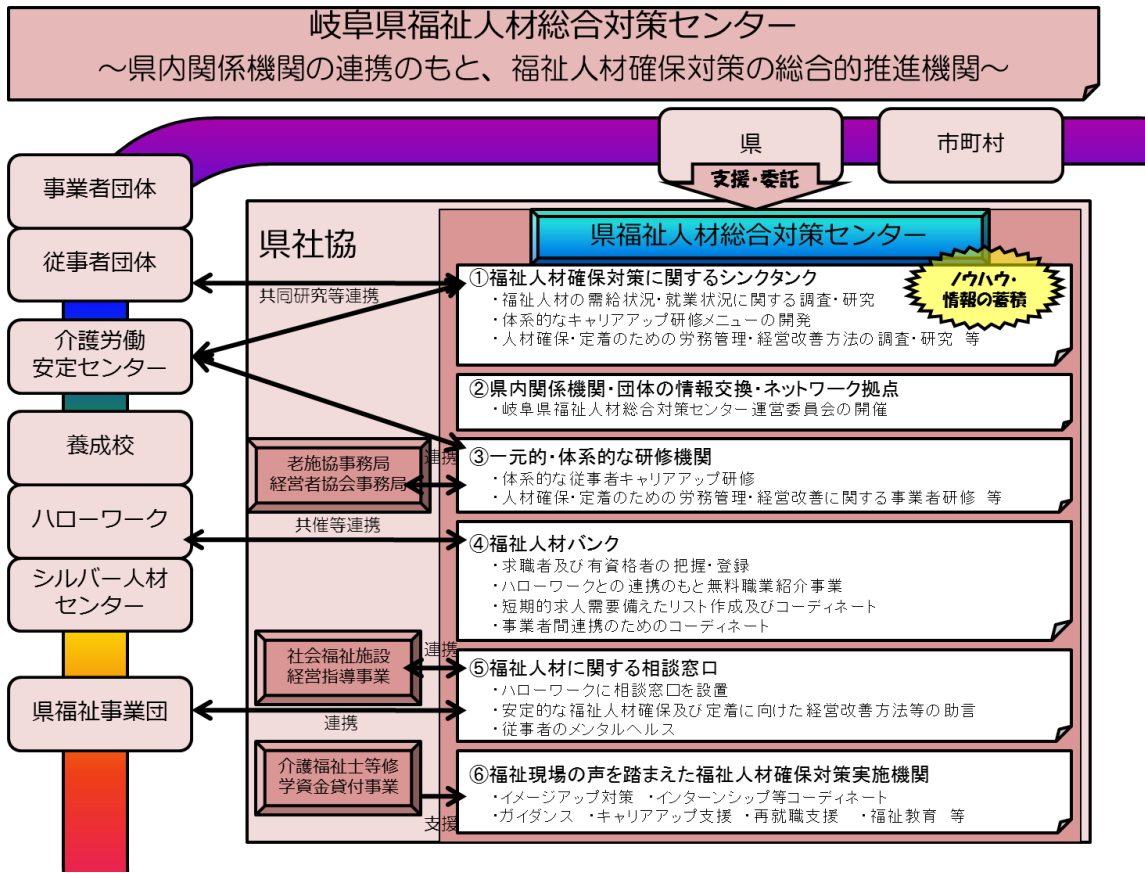 岐阜県福祉人材総合対策センター
～県内関係機関の連携のもと、福祉人材確保対策の総合的推進機関～
県
市町村
支援・委託
事業者団体
従事者団体
介護労働
安定センター
養成校
ハローワーク
シルバー人材
センター
県福祉事業団
県社協
県福祉人材総合対策センター
ノウハウ・
情報の蓄積
共同研究等連携
①福祉人材確保対策に関するシンクタンク
・福祉人材の需給状況・就業状況に関する調査・研究
・体系的なキャリアアップ研修メニューの開発
・人材確保・定着のための労務管理・経営改善方法の調査・研究 等
②県内関係機関・団体の情報交換・ネットワーク拠点
・岐阜県福祉人材総合対策センター運営委員会の開催
老施協事務局
経営者協会事務局
連携
③一元的・体系的な研修機関
・体系的な従事者キャリアアップ研修
・人材確保・定着のための労務管理・経営改善に関する事業者研修 等
共催等連携
④福祉人材バンク
・求職者及び有資格者の把握・登録
・ハローワークとの連携のもと無料職業紹介事業
・短期的求人需要備えたリスト作成及びコーディネート
・事業者間連携のためのコーディネート
社会福祉施設
経営指導事業
連携
⑤福祉人材に関する相談窓口
・ハローワークに相談窓口を設置
・安定的な福祉人材確保及び定着に向けた経営改善方法等の助言
・従事者のメンタルヘルス
連携
介護福祉士等修
学資金貸付事業
支援
⑥福祉現場の声を踏まえた福祉人材確保対策実施機関
・イメージアップ対策 ・インターンシップ等コーディネート
・ガイダンス ・キャリアアップ支援 ・再就職支援 ・福祉教育 等